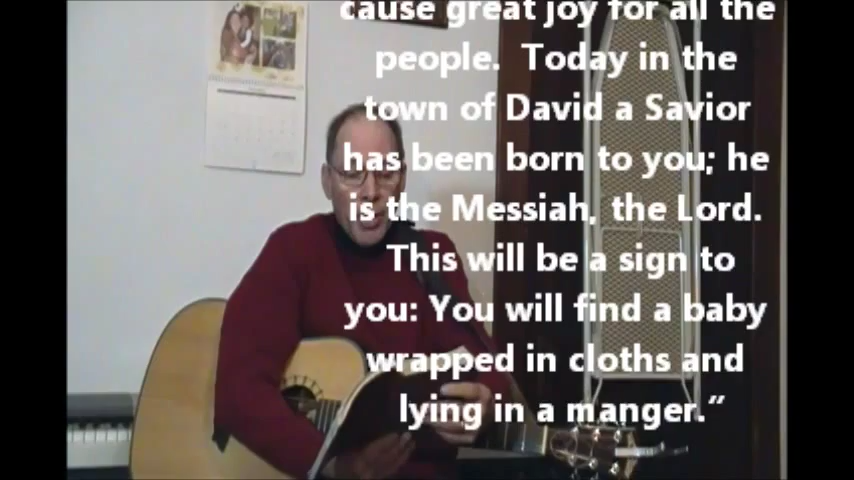 cause great joy for all the
people. Today in the
town of David a Savior
has been born to you; he
is the Messiah, the Lord.
This will be a sign to
you: You will find a baby
wrapped in cloths and
lying in a manger.”